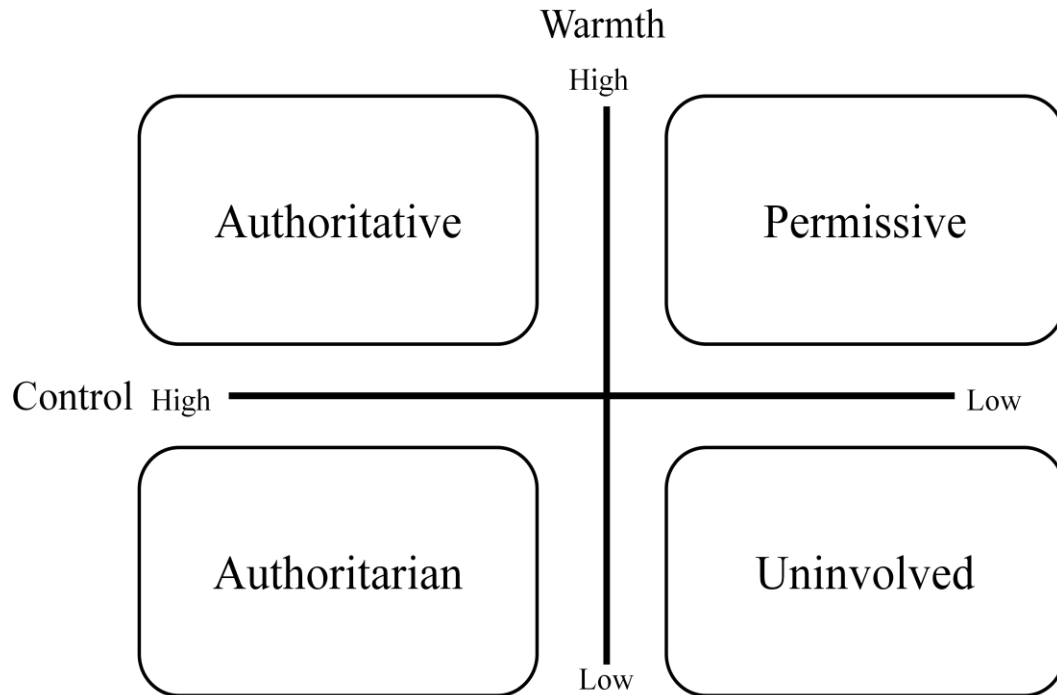 Warmth
High
Authoritative
Permissive
Control High
Low
Authoritarian
Uninvolved
Low